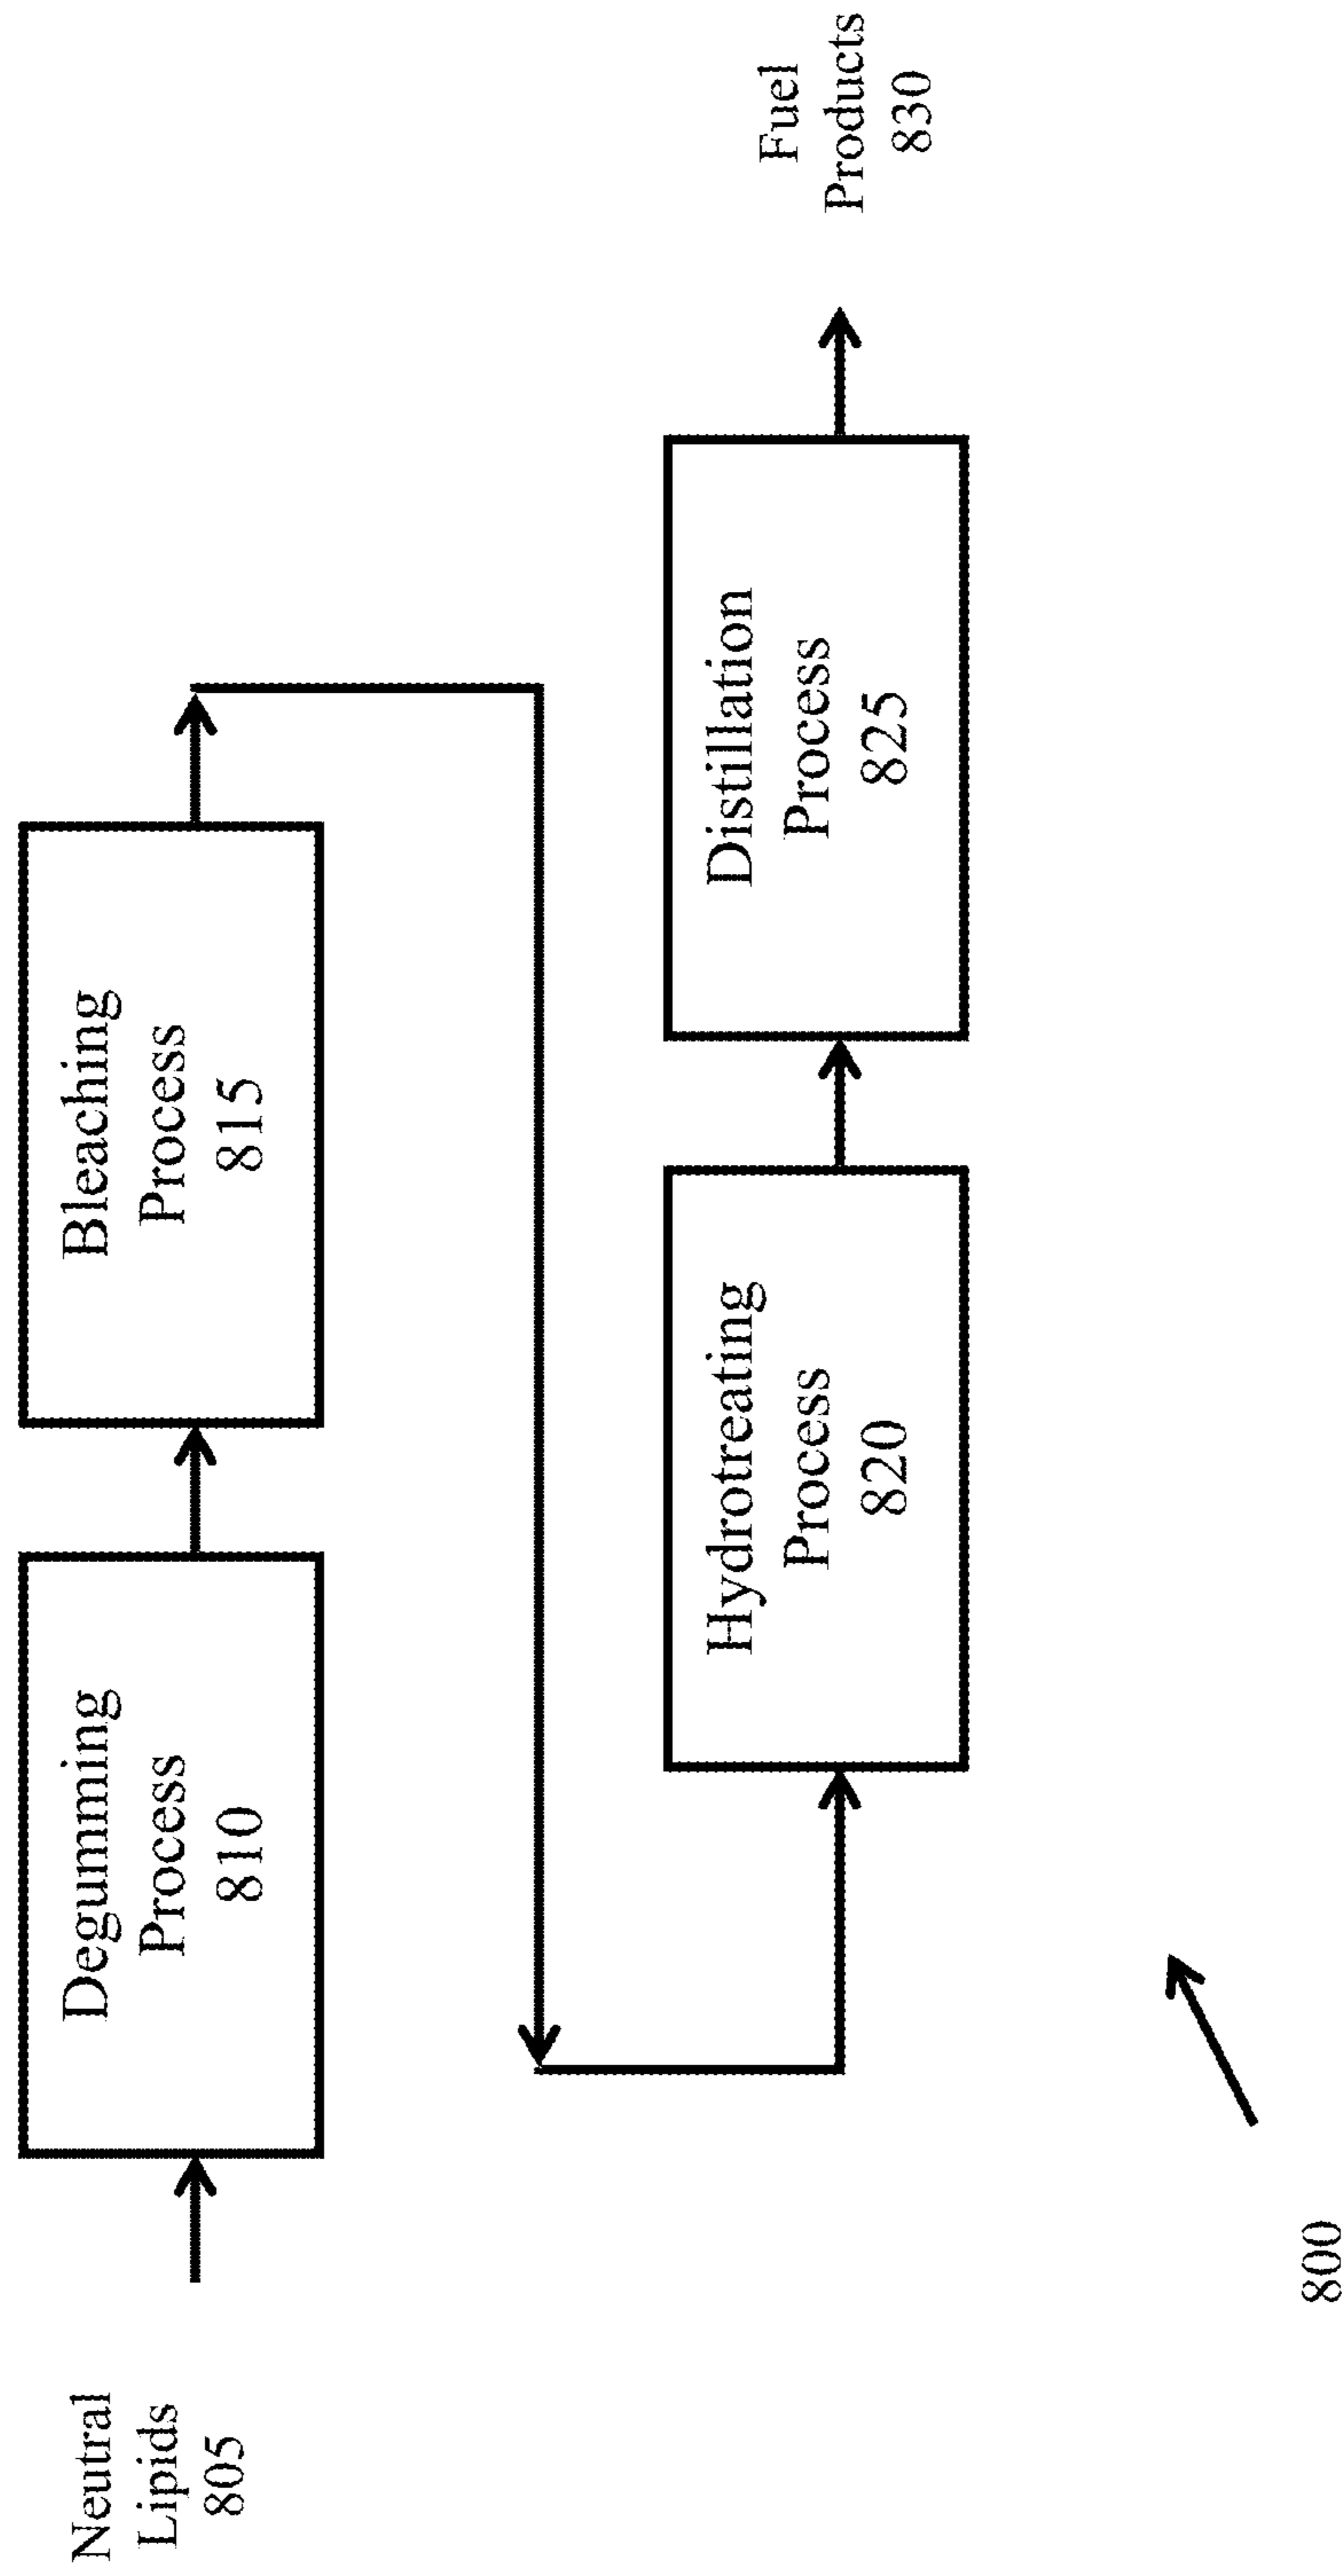 Neutral
Lipids
805
Degumming
Process
810
Bleaching
Process
815
Hydrotreating
Process
820
Distillation
Process
825
Fuel
Products
830
800